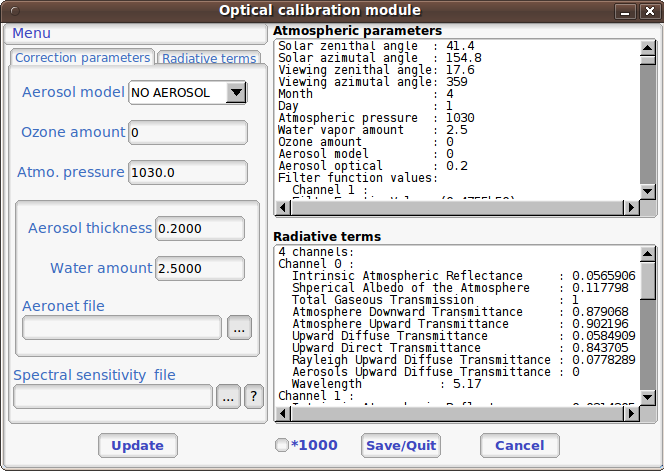 Optical calibration module
Menu
Correction parameters
Radiative terms
Aerosol model NO AEROSOL
Ozone amount 0
Atmo. pressure 1030.0
Aerosol thickness 0.2000
Water amount 2.5000
Aeronet file
...
Spectral sensitivity file
... ?
Atmospheric parameters
Solar zenithal angle : 41.4
Solar azimutal angle : 154.8
Viewing zenithal angle: 17.6
Viewing azimutal angle: 359
Month : 4
Day : 1
Atmospheric pressure : 1030
Water vapor amount : 2.5
Ozone amount : 0
Aerosol model : 0
Aerosol optical : 0.2
Filter function values:
Channel 1 :
Radiative terms
4 channels:
Channel 0 :
Intrinsic Atmospheric Reflectance : 0.0565906
Shperical Albedo of the Atmosphere : 0.117798
Total Gaseous Transmission : 1
Atmosphere Downward Transmittance : 0.879068
Atmosphere Upward Transmittance : 0.902196
Upward Diffuse Transmittance : 0.0584909
Upward Direct Transmittance : 0.843705
Rayleigh Upward Diffuse Transmittance : 0.0778289
Aerosols Upward Diffuse Transmittance : 0
Wavelength : 5.17
Channel 1 :
Update
*1000
Save/Quit
Cancel